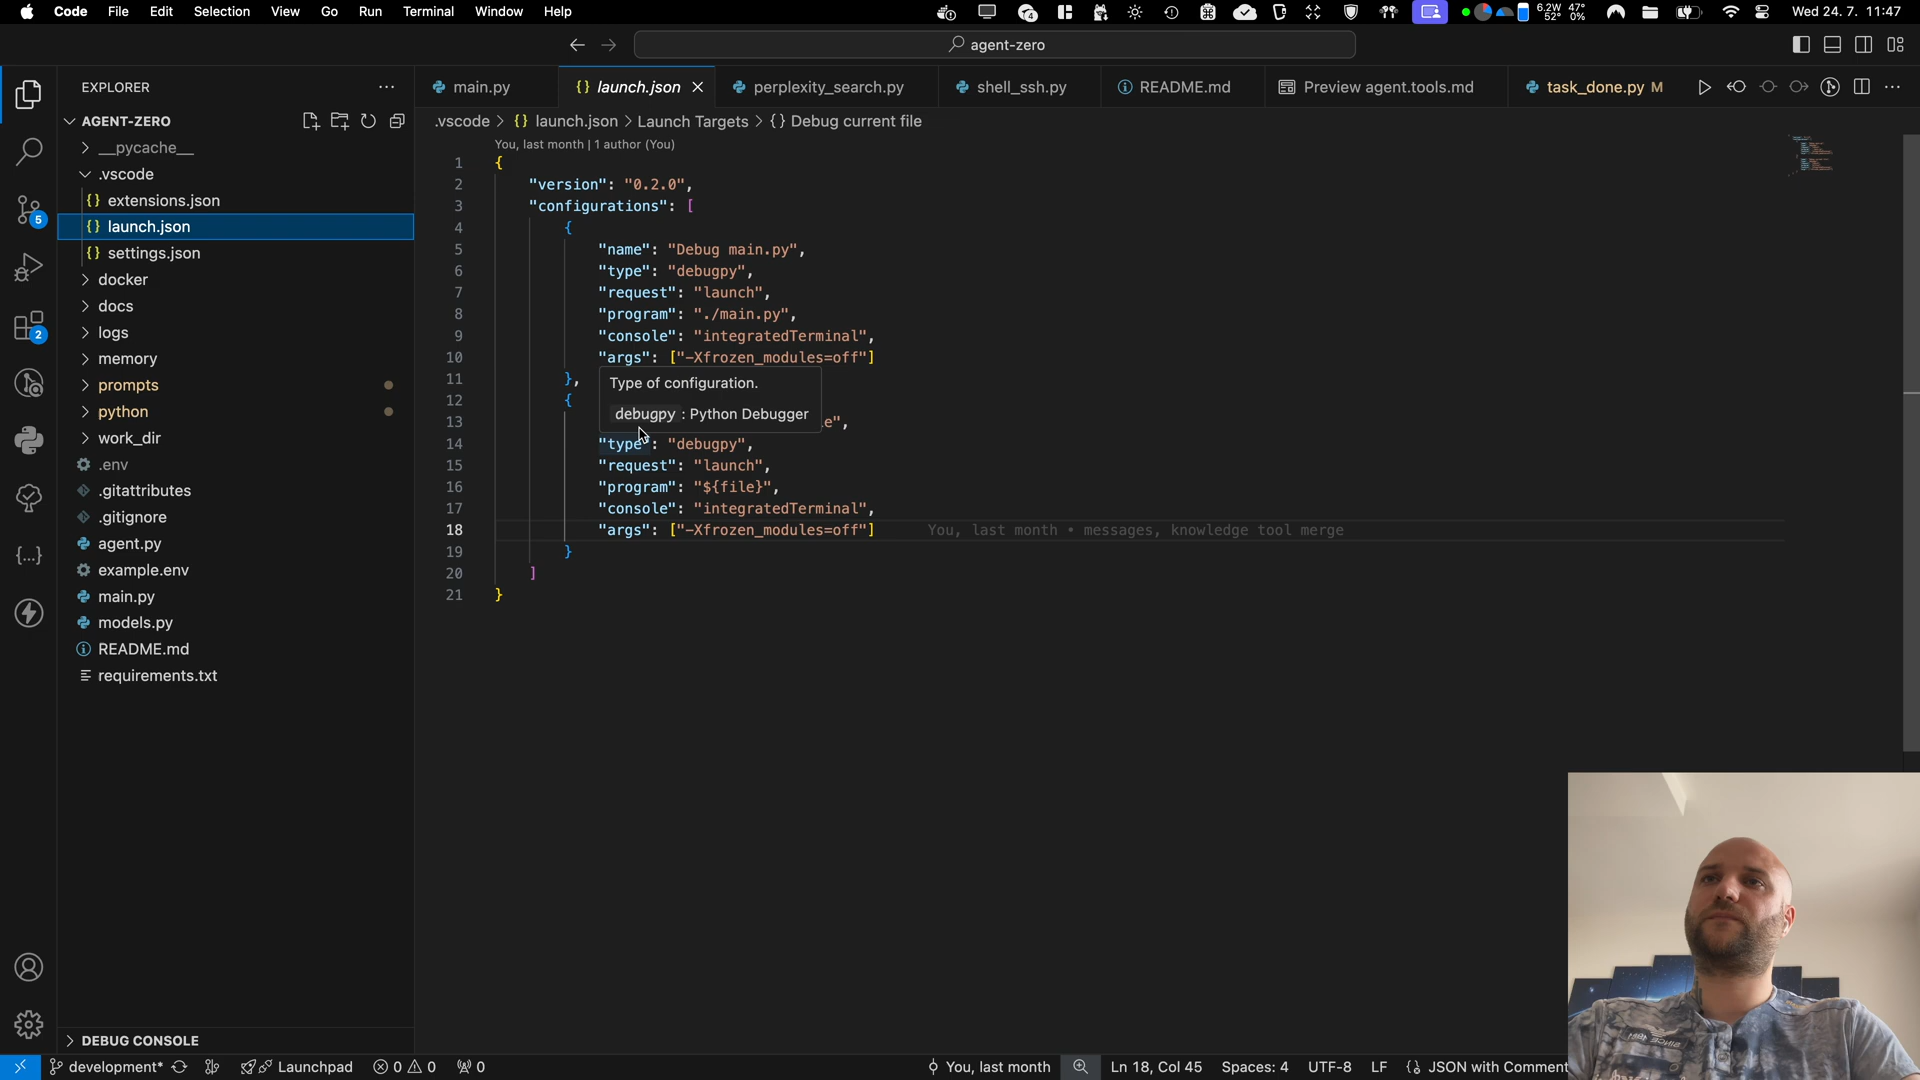 Code File Edit Selection View Go Run Terminal Window Help
4
6.2W 47°
52° 0%
Wed 24. 7. 11:47
agent-zero
EXPLORER
main.py
{} launch.json
perplexity_search.py
shell_ssh.py
README.md
Preview agent.tools.md
task_done.py M
AGENT-ZERO
.vscode > {} launch.json > Launch Targets > {} Debug current file
__pycache__
.vscode
{} extensions.json
{} launch.json
{} settings.json
docker
docs
logs
memory
prompts
python
work_dir
.env
.gitattributes
.gitignore
agent.py
example.env
main.py
models.py
README.md
requirements.txt
5
2
{...}
You, last month | 1 author (You)
1 {
2 "version": "0.2.0",
3 "configurations": [
4 {
5 "name": "Debug main.py",
6 "type": "debugpy",
7 "request": "launch",
8 "program": "./main.py",
9 "console": "integratedTerminal",
10 "args": ["-Xfrozen_modules=off"]
11 },
Type of configuration.
12 {
debugpy : Python Debugger
13 e",
14 "type": "debugpy",
15 "request": "launch",
16 "program": "${file}",
17 "console": "integratedTerminal",
18 "args": ["-Xfrozen_modules=off"] You, last month • messages, knowledge tool merge
19 }
20 ]
21 }
DEBUG CONSOLE
development* Launchpad 0 0 0
You, last month Ln 18, Col 45 Spaces: 4 UTF-8 LF {} JSON with Comment